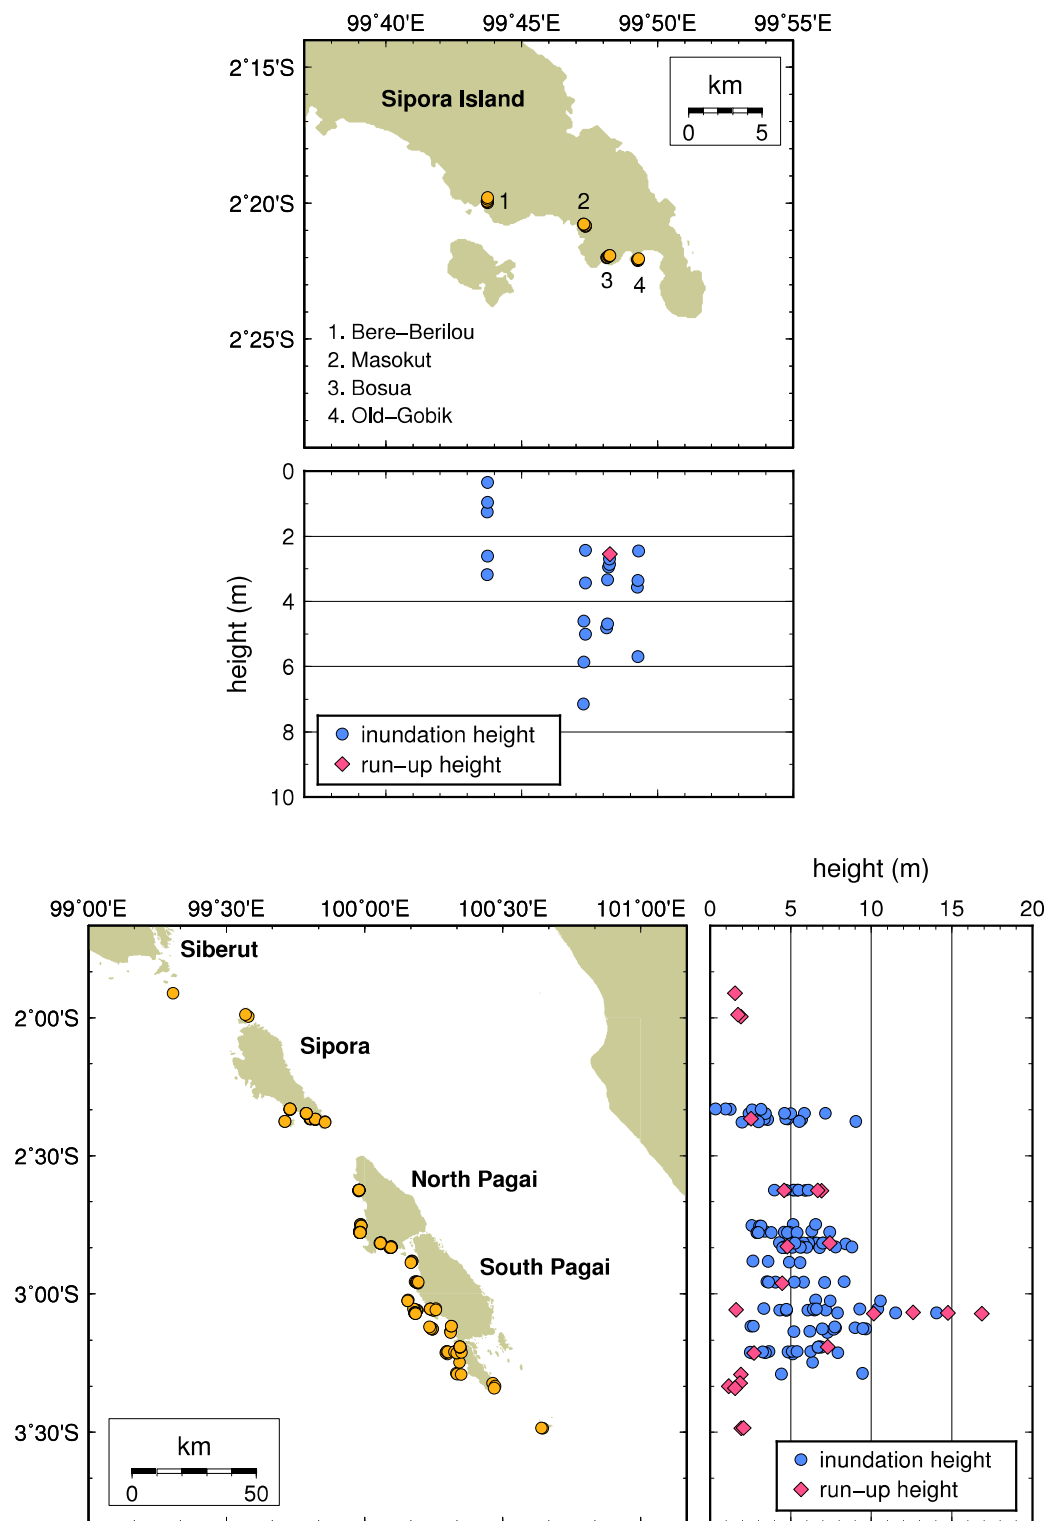 99°40'E 99°45'E 99°50'E 99°55'E
2°15'S
km
Sipora Island
0 5
2°20'S
1
2
3
4
2°25'S
1. Bere–Berilou
2. Masokut
3. Bosua
4. Old–Gobik
0
2
4
6
8
10
height (m)
inundation height
run–up height
height (m)
99°00'E 99°30'E 100°00'E 100°30'E 101°00'E
0 5 10 15 20
Siberut
2°00'S
Sipora
2°30'S
North Pagai
South Pagai
3°00'S
3°30'S
km
0 50
inundation height
run–up height